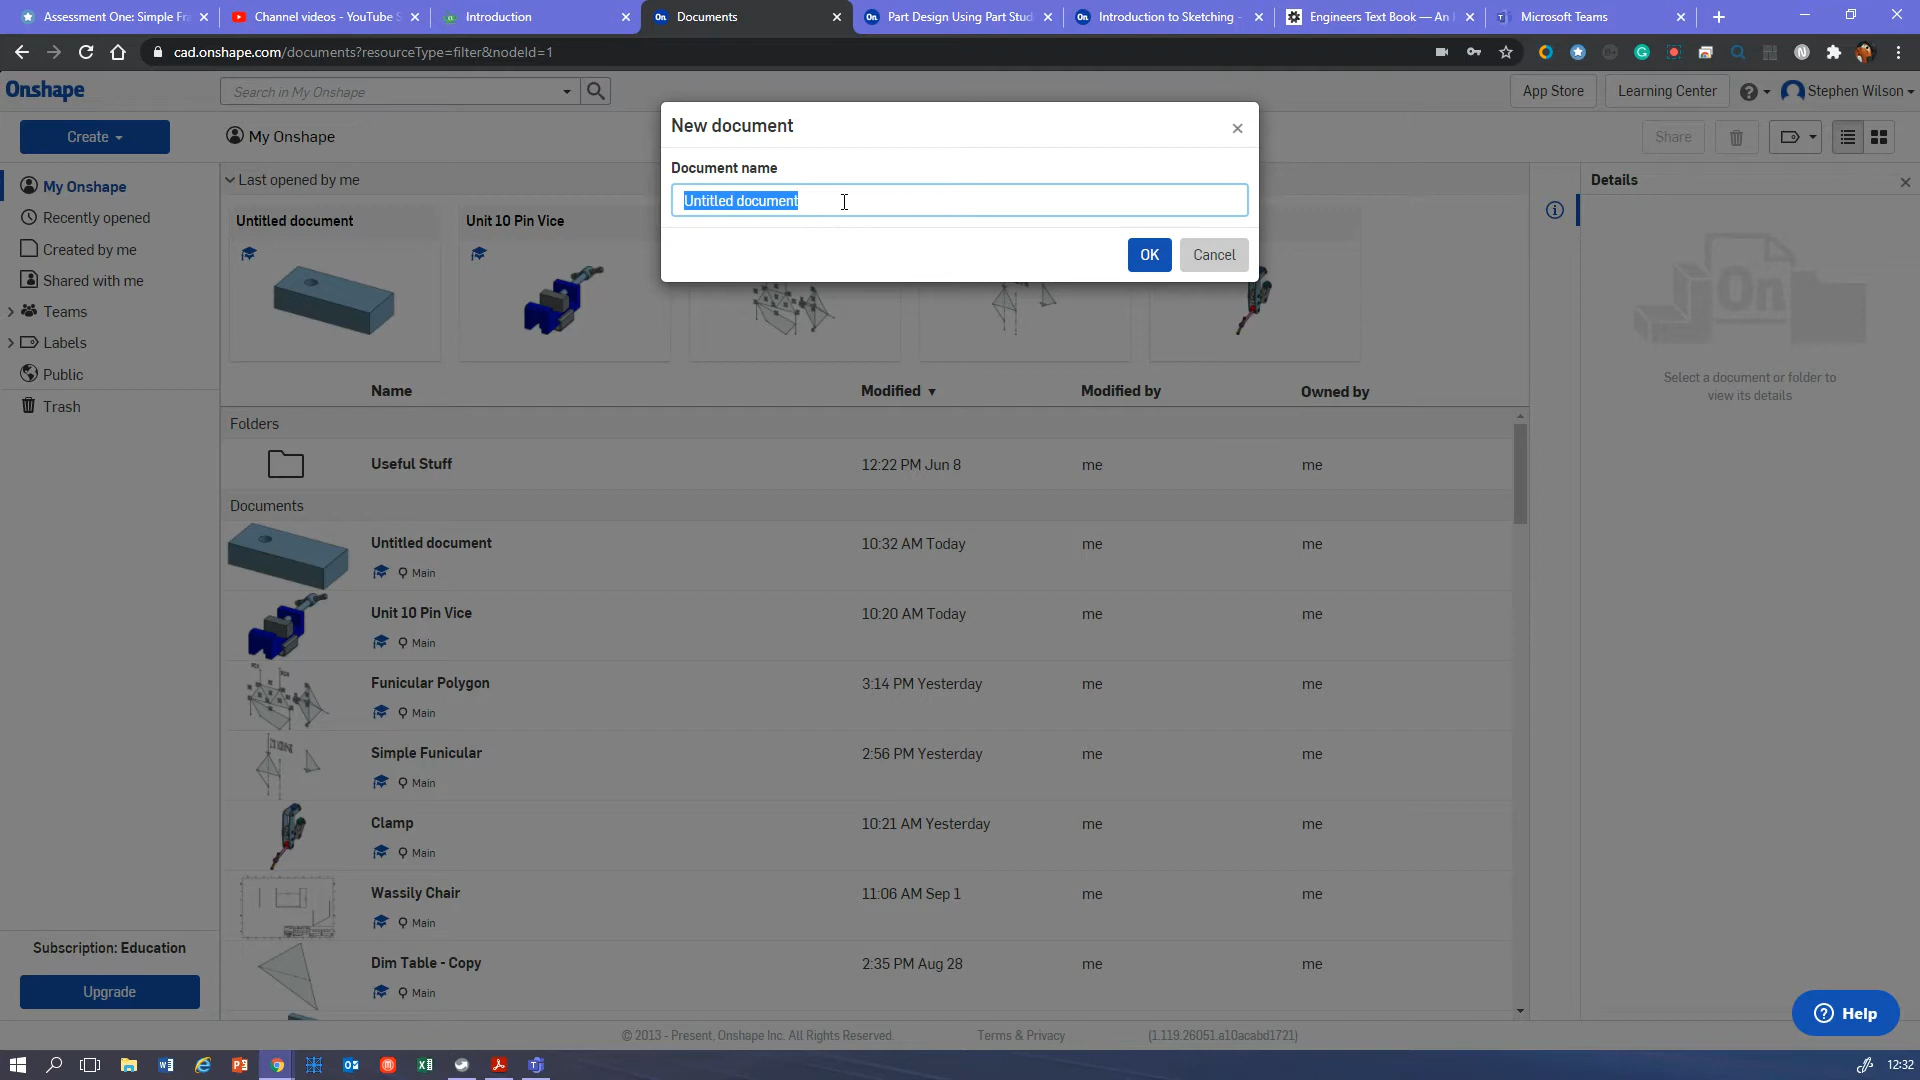 Assessment One: Simple Fra
Channel videos - YouTube S
Introduction
Documents
Part Design Using Part Stud
Introduction to Sketching -
Engineers Text Book — An I
Microsoft Teams
cad.onshape.com/documents?resourceType=filter&nodeId=1
Onshape
Search in My Onshape
App Store
Learning Center
Stephen Wilson
Create
My Onshape
Share
New document
Document name
Untitled document
OK
Cancel
My Onshape
Recently opened
Created by me
Shared with me
Teams
Labels
Public
Trash
Last opened by me
Untitled document
Unit 10 Pin Vice
Details
Select a document or folder to
view its details
Name Modified Modified by Owned by
Folders
Useful Stuff 12:22 PM Jun 8 me me
Documents
Untitled document 10:32 AM Today me me
Main
Unit 10 Pin Vice 10:20 AM Today me me
Main
Funicular Polygon 3:14 PM Yesterday me me
Main
Simple Funicular 2:56 PM Yesterday me me
Main
Clamp 10:21 AM Yesterday me me
Main
Wassily Chair 11:06 AM Sep 1 me me
Main
Dim Table - Copy 2:35 PM Aug 28 me me
Main
Subscription: Education
Upgrade
Help
© 2013 - Present, Onshape Inc. All Rights Reserved. Terms & Privacy (1.119.26051.a10acabd1721)
12:32